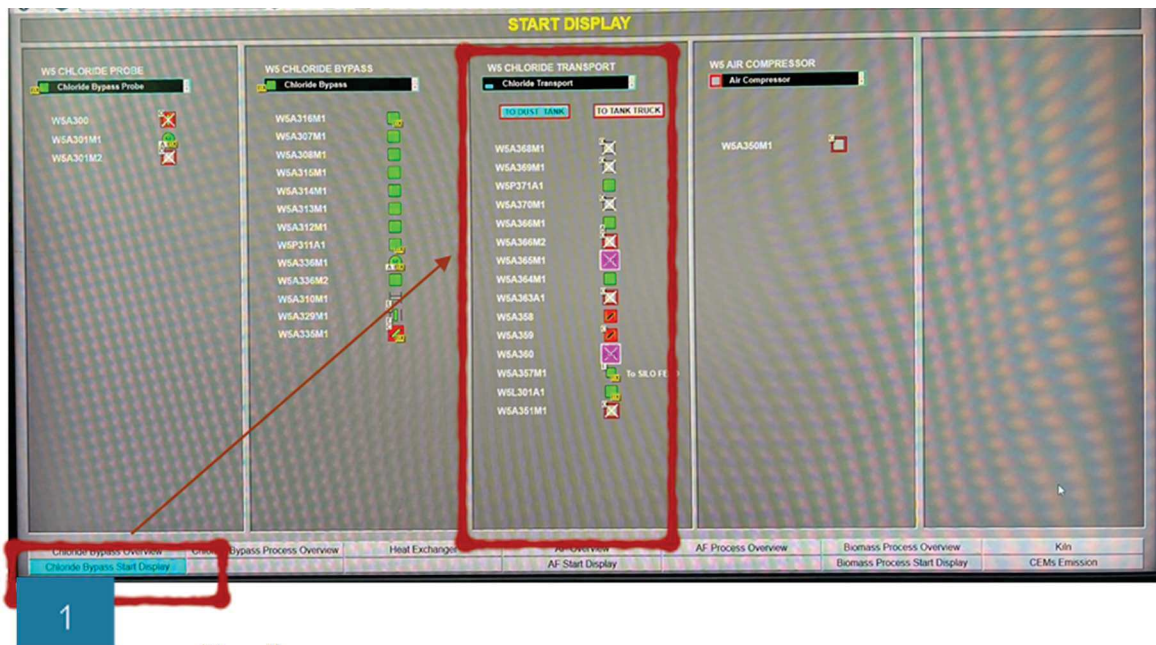 START DISPLAY
W5 CHLORIDE PROBE
Chloride Bypass Probe
W5A300
W5A301M1
W5A301M2
W5 CHLORIDE BYPASS
Chloride Bypass
W5A316M1
W5A307M1
W5A308M1
W5A315M1
W5A314M1
W5A313M1
W5A312M1
W5P311A1
W5A336M1
W5A336M2
W5A310M1
W5A329M1
W5A335M1
W5 CHLORIDE TRANSPORT
Chloride Transport
TO DUST TANK
TO TANK TRUCK
W5A368M1
W5A369M1
W5P371A1
W5A370M1
W5A366M1
W5A366M2
W5A365M1
W5A364M1
W5A363A1
W5A358
W5A359
W5A360
W5A357M1
To SILO
W5L301A1
W5A351M1
W5 AIR COMPRESSOR
Air Compressor
W5A350M1
Chloride Bypass Overview
Bypass Process Overview
Heat Exchanger
AF Overview
AF Process Overview
Biomass Process Overview
Kiln
Chloride Bypass Start Display
AF Start Display
Biomass Process Start Display
CEMs Emission
1